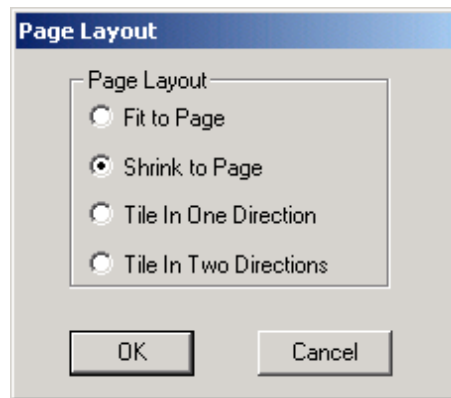 Page Layout
Page Layout
Fit to Page
Shrink to Page
Tile In One Direction
Tile In Two Directions
OK Cancel